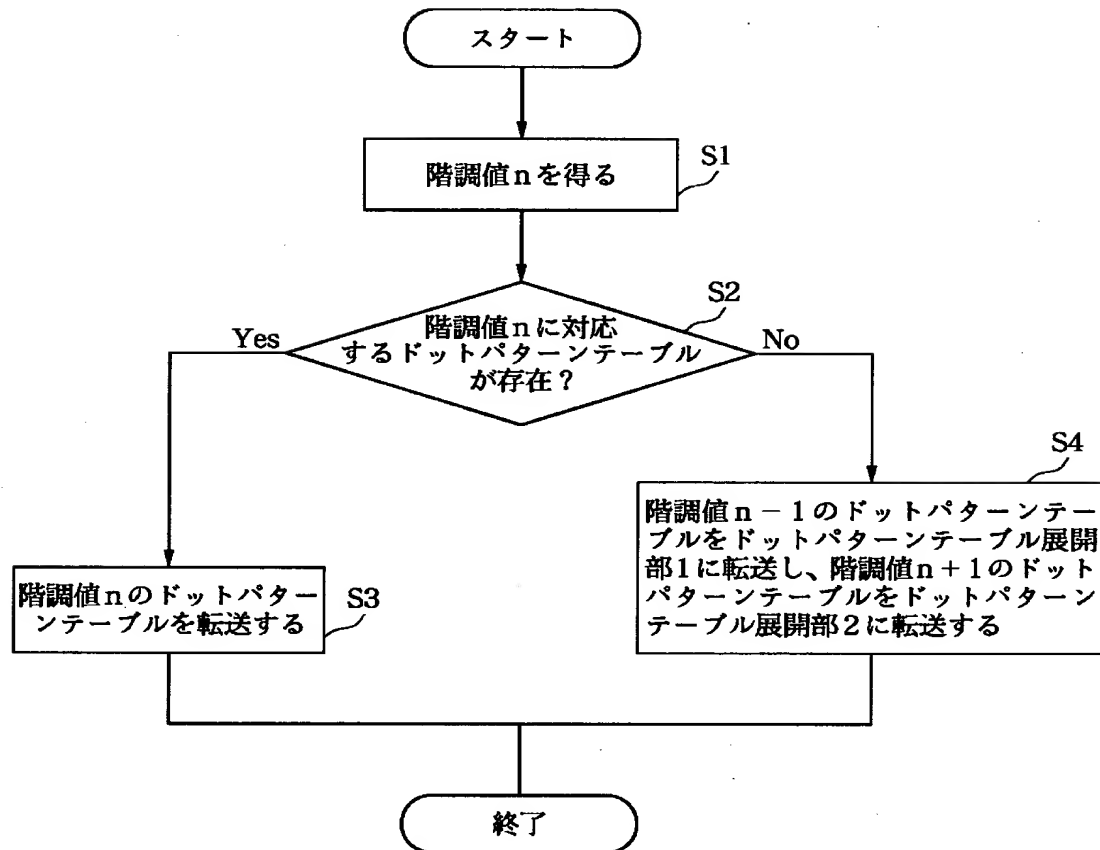 スタート
階調値nを得る
S1
S2
階調値nに対応
するドットパターンテーブル
が存在?
Yes
No
S4
階調値n-1のドットパターンテー
ブルをドットパターンテーブル展開
部1に転送し、階調値n+1のドット
パターンテーブルをドットパターン
テーブル展開部2に転送する
階調値nのドットパター
ンテーブルを転送する
S3
終了